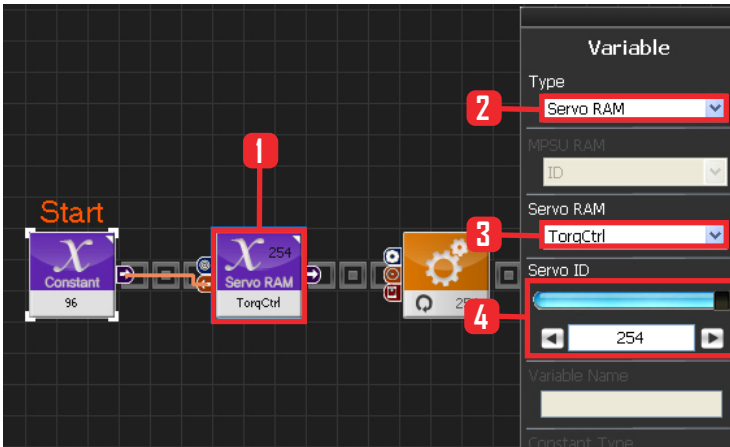 Variable
Type
2
Servo RAM
MPSU RAM
ID
1
Start
Servo RAM
3
TorqCtrl
X
Constant
96
X 254
Servo RAM
TorqCtrl
Servo ID
4
254
Variable Name
Constant Type